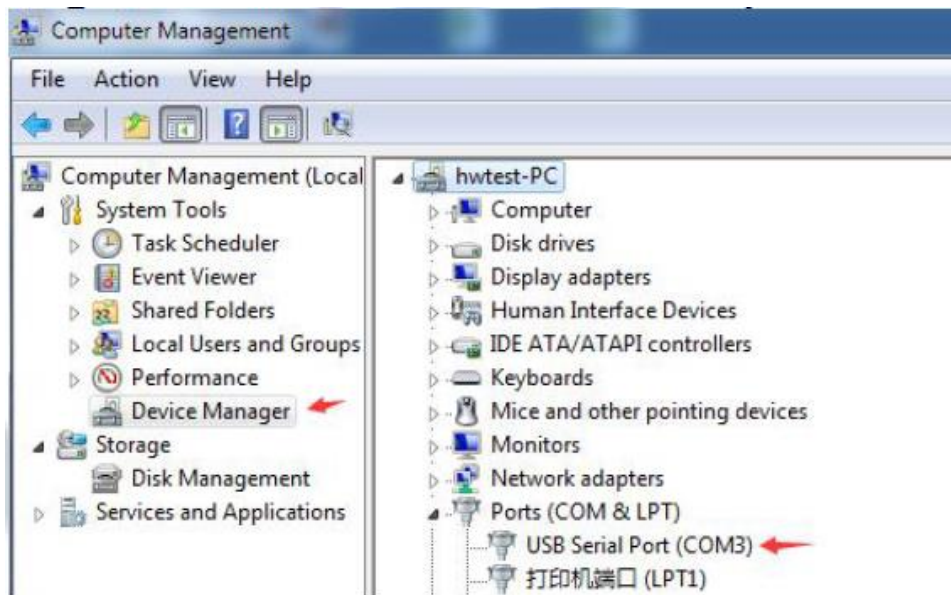 Computer Management
File Action View Help
Computer Management (Local
System Tools
Task Scheduler
Event Viewer
Shared Folders
Local Users and Groups
Performance
Device Manager
Storage
Disk Management
Services and Applications
hwtest-PC
Computer
Disk drives
Display adapters
Human Interface Devices
IDE ATA/ATAPI controllers
Keyboards
Mice and other pointing devices
Monitors
Network adapters
Ports (COM & LPT)
USB Serial Port (COM3)
打印机端口 (LPT1)